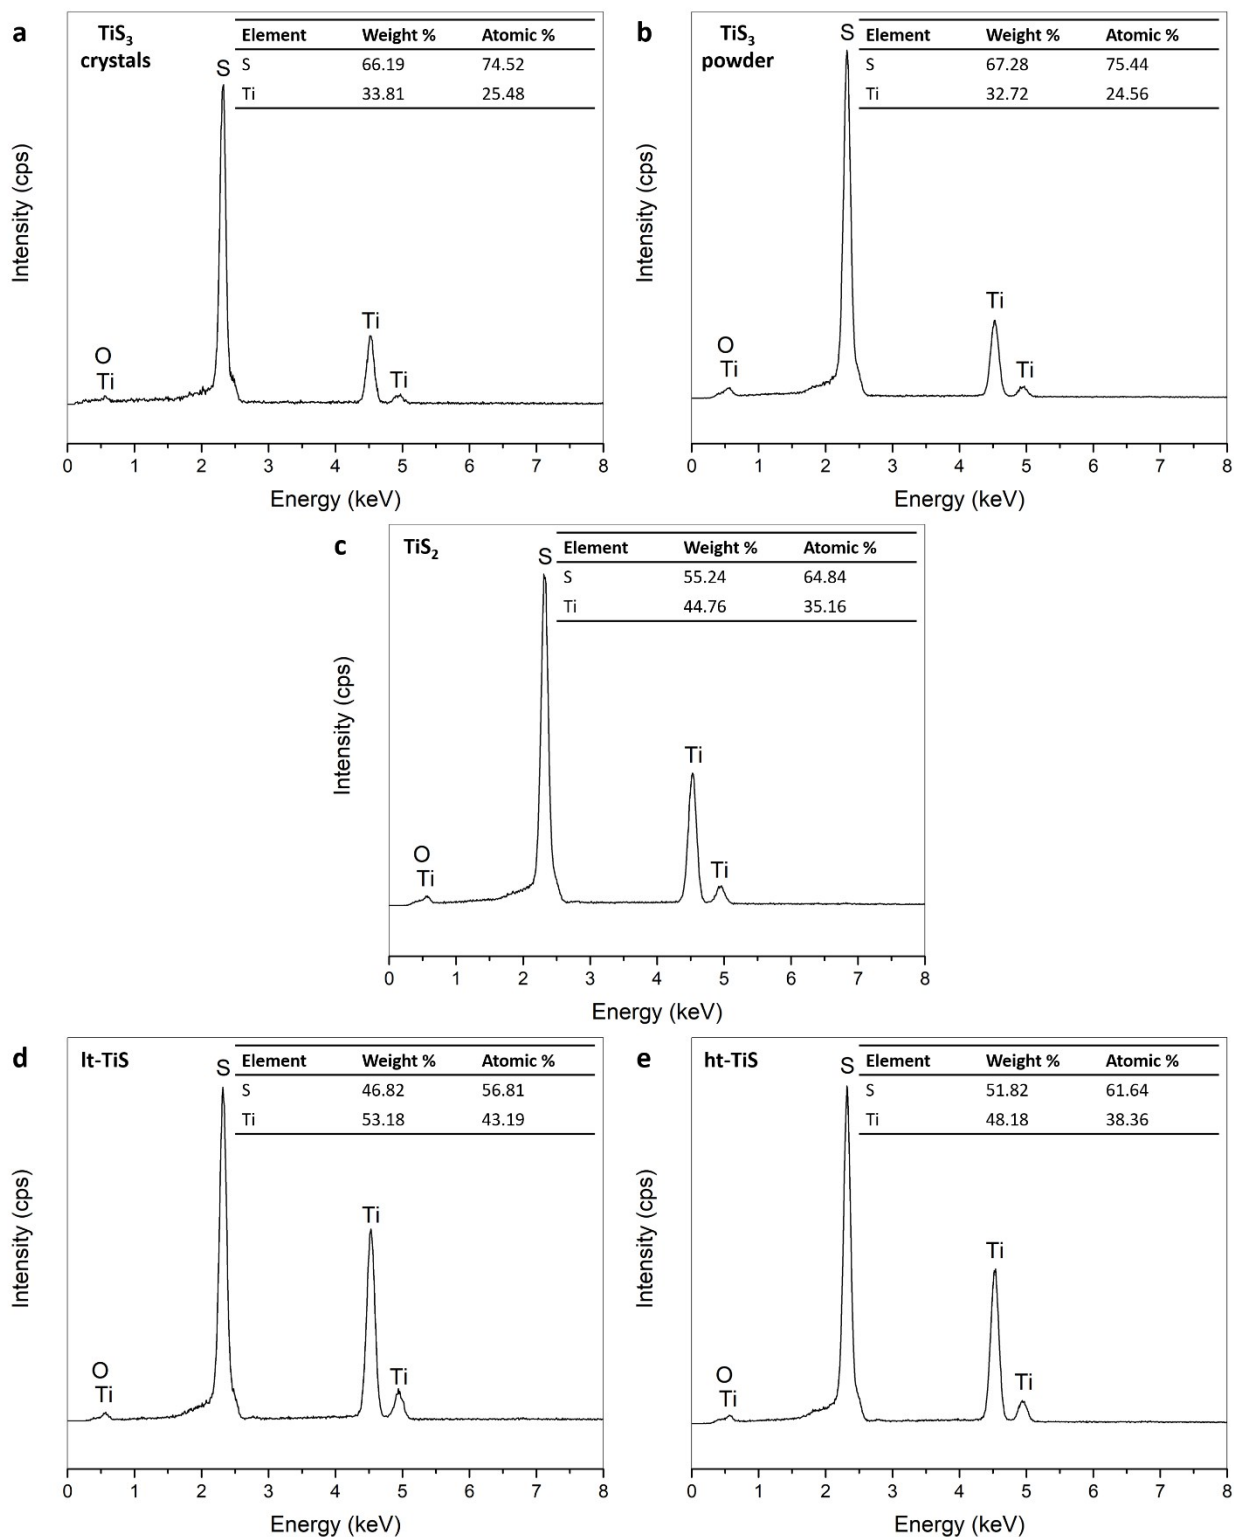 a
TiS₃
crystals
Element Weight % Atomic %
S 66.19 74.52
Ti 33.81 25.48
S
Ti
Ti
O
Ti
Intensity (cps)
0 1 2 3 4 5 6 7 8
Energy (keV)
b
TiS₃
powder
Element Weight % Atomic %
S 67.28 75.44
Ti 32.72 24.56
S
Ti
Ti
O
Ti
Intensity (cps)
0 1 2 3 4 5 6 7 8
Energy (keV)
c
TiS₂
Element Weight % Atomic %
S 55.24 64.84
Ti 44.76 35.16
S
Ti
Ti
O
Ti
Intensity (cps)
0 1 2 3 4 5 6 7 8
Energy (keV)
d
lt-TiS
Element Weight % Atomic %
S 46.82 56.81
Ti 53.18 43.19
S
Ti
Ti
O
Ti
Intensity (cps)
0 1 2 3 4 5 6 7 8
Energy (keV)
e
ht-TiS
Element Weight % Atomic %
S 51.82 61.64
Ti 48.18 38.36
S
Ti
Ti
O
Ti
Intensity (cps)
0 1 2 3 4 5 6 7 8
Energy (keV)